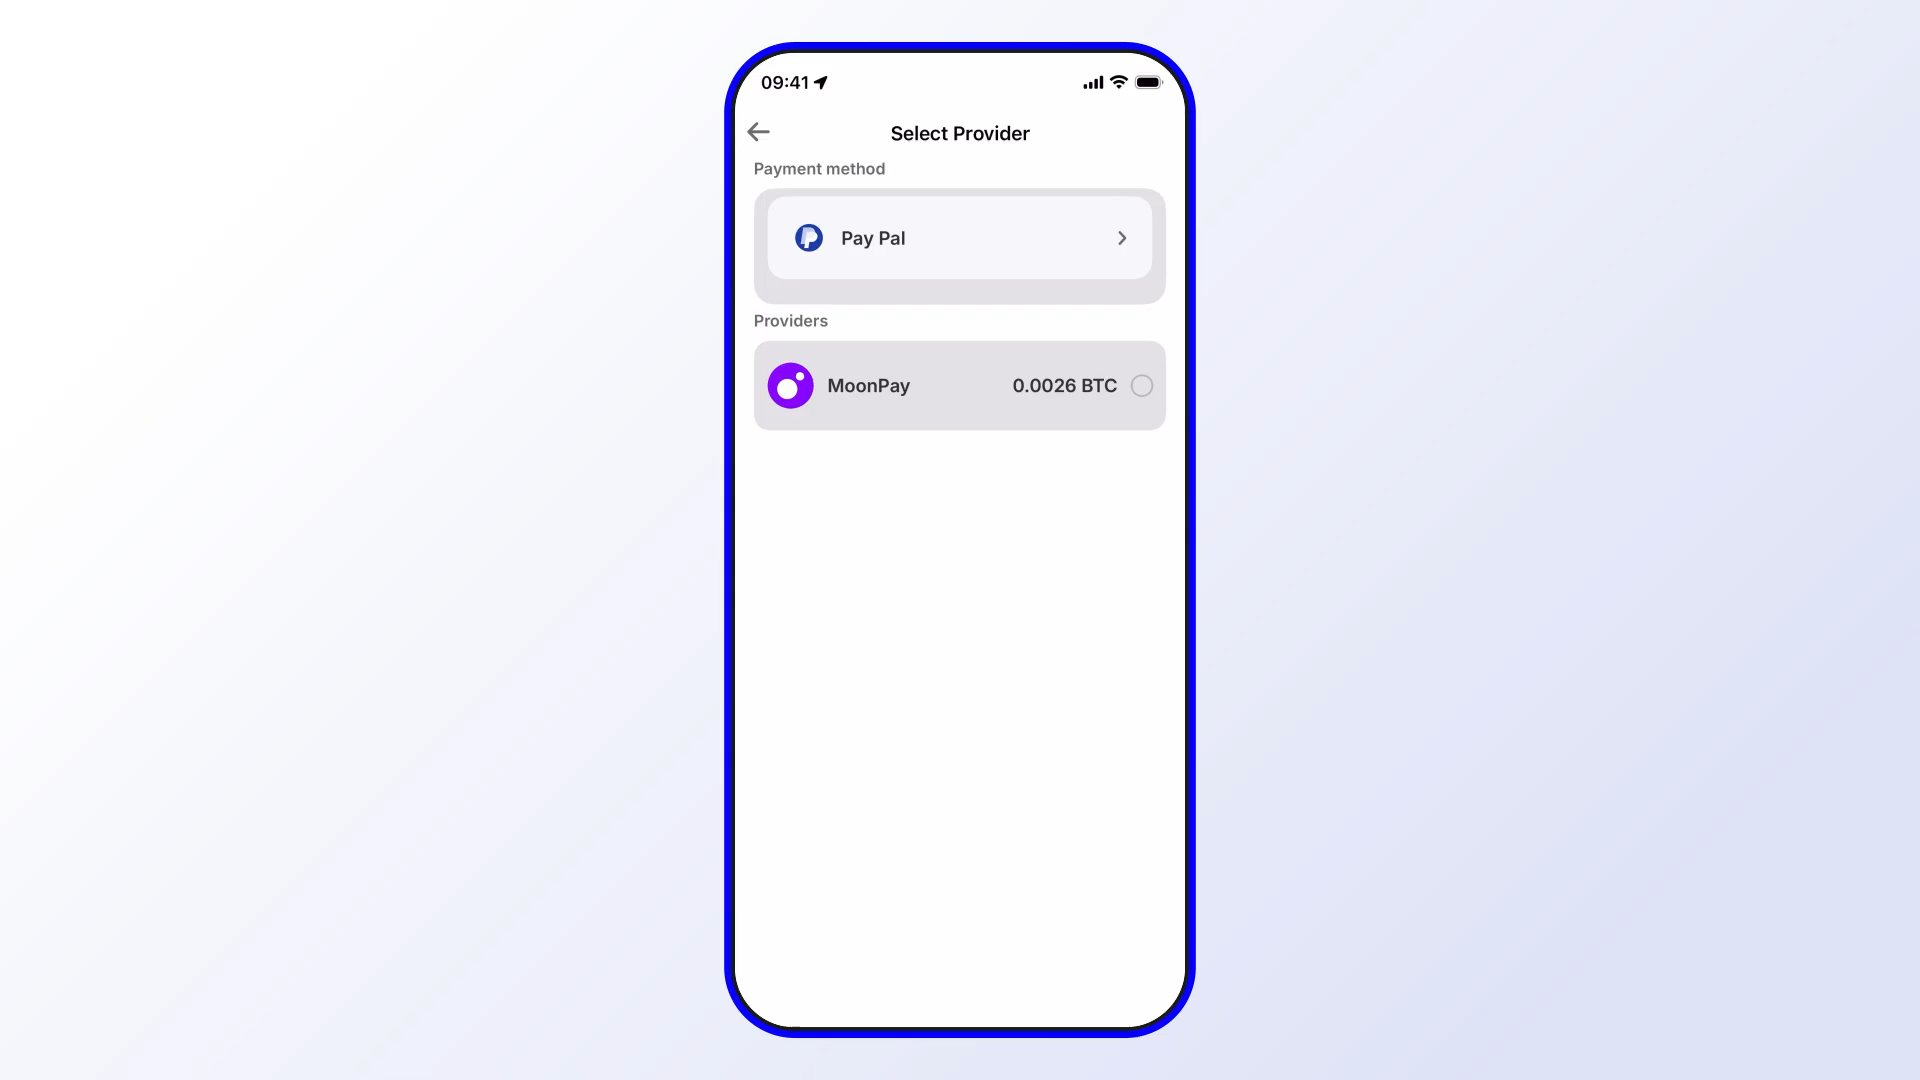 09:41
Select Provider
Payment method
Pay Pal
Providers
MoonPay 0.0026 BTC